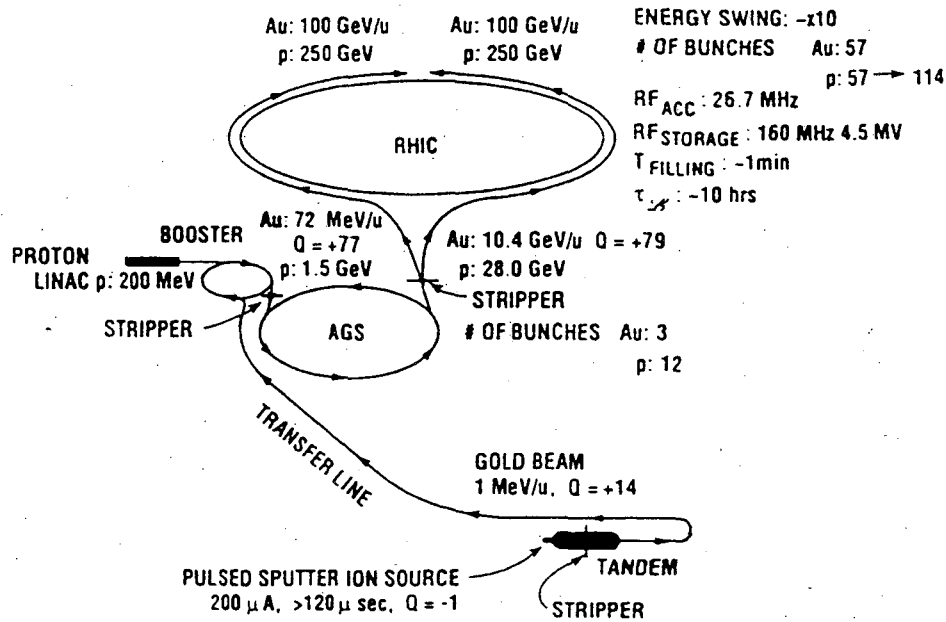 Au: 100 GeV/u
p: 250 GeV
Au: 100 GeV/u
p: 250 GeV
ENERGY SWING: ~x10
# OF BUNCHES Au: 57
p: 57 → 114
RF ACC : 26.7 MHz
RF STORAGE : 160 MHz 4.5 MV
T FILLING : ~1min
τ : ~10 hrs
RHIC
BOOSTER
PROTON
LINAC p: 200 MeV
Au: 72 MeV/u
Q = +77
p: 1.5 GeV
Au: 10.4 GeV/u Q = +79
p: 28.0 GeV
STRIPPER
STRIPPER
AGS
# OF BUNCHES Au: 3
p: 12
TRANSFER LINE
GOLD BEAM
1 MeV/u, Q = +14
TANDEM
PULSED SPUTTER ION SOURCE
200 μA, >120 μ sec, Q = -1
STRIPPER